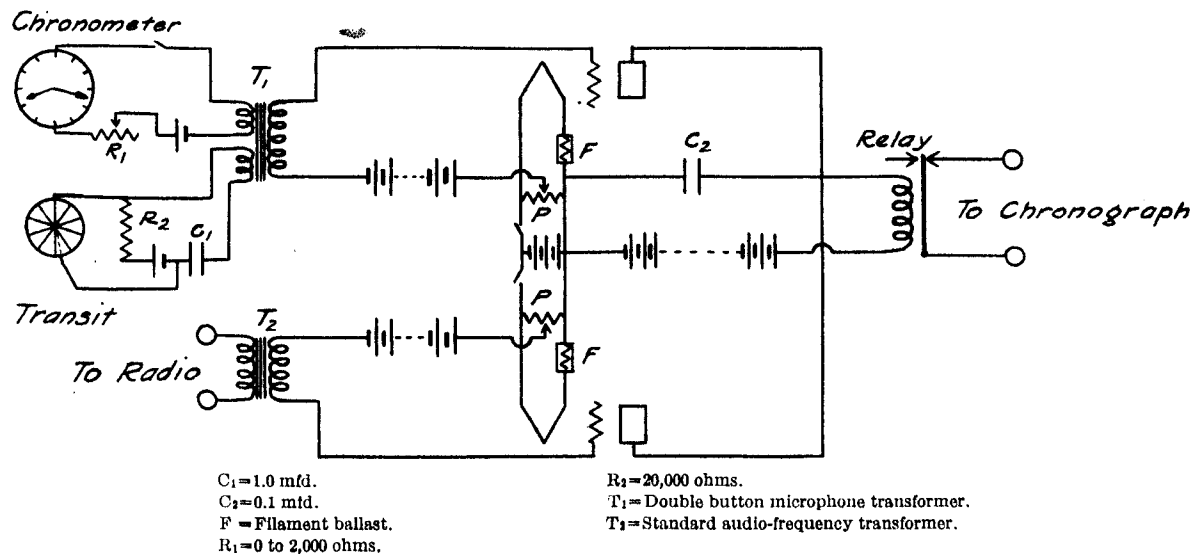 Chronometer
T1
R1
F
C2
Relay
R2
C1
P
To Chronograph
Transit
P
T2
F
To Radio
C1=1.0 mfd.
C2=0.1 mfd.
F =Filament ballast.
R1=0 to 2,000 ohms.
R2=20,000 ohms.
T1=Double button microphone transformer.
T2=Standard audio-frequency transformer.